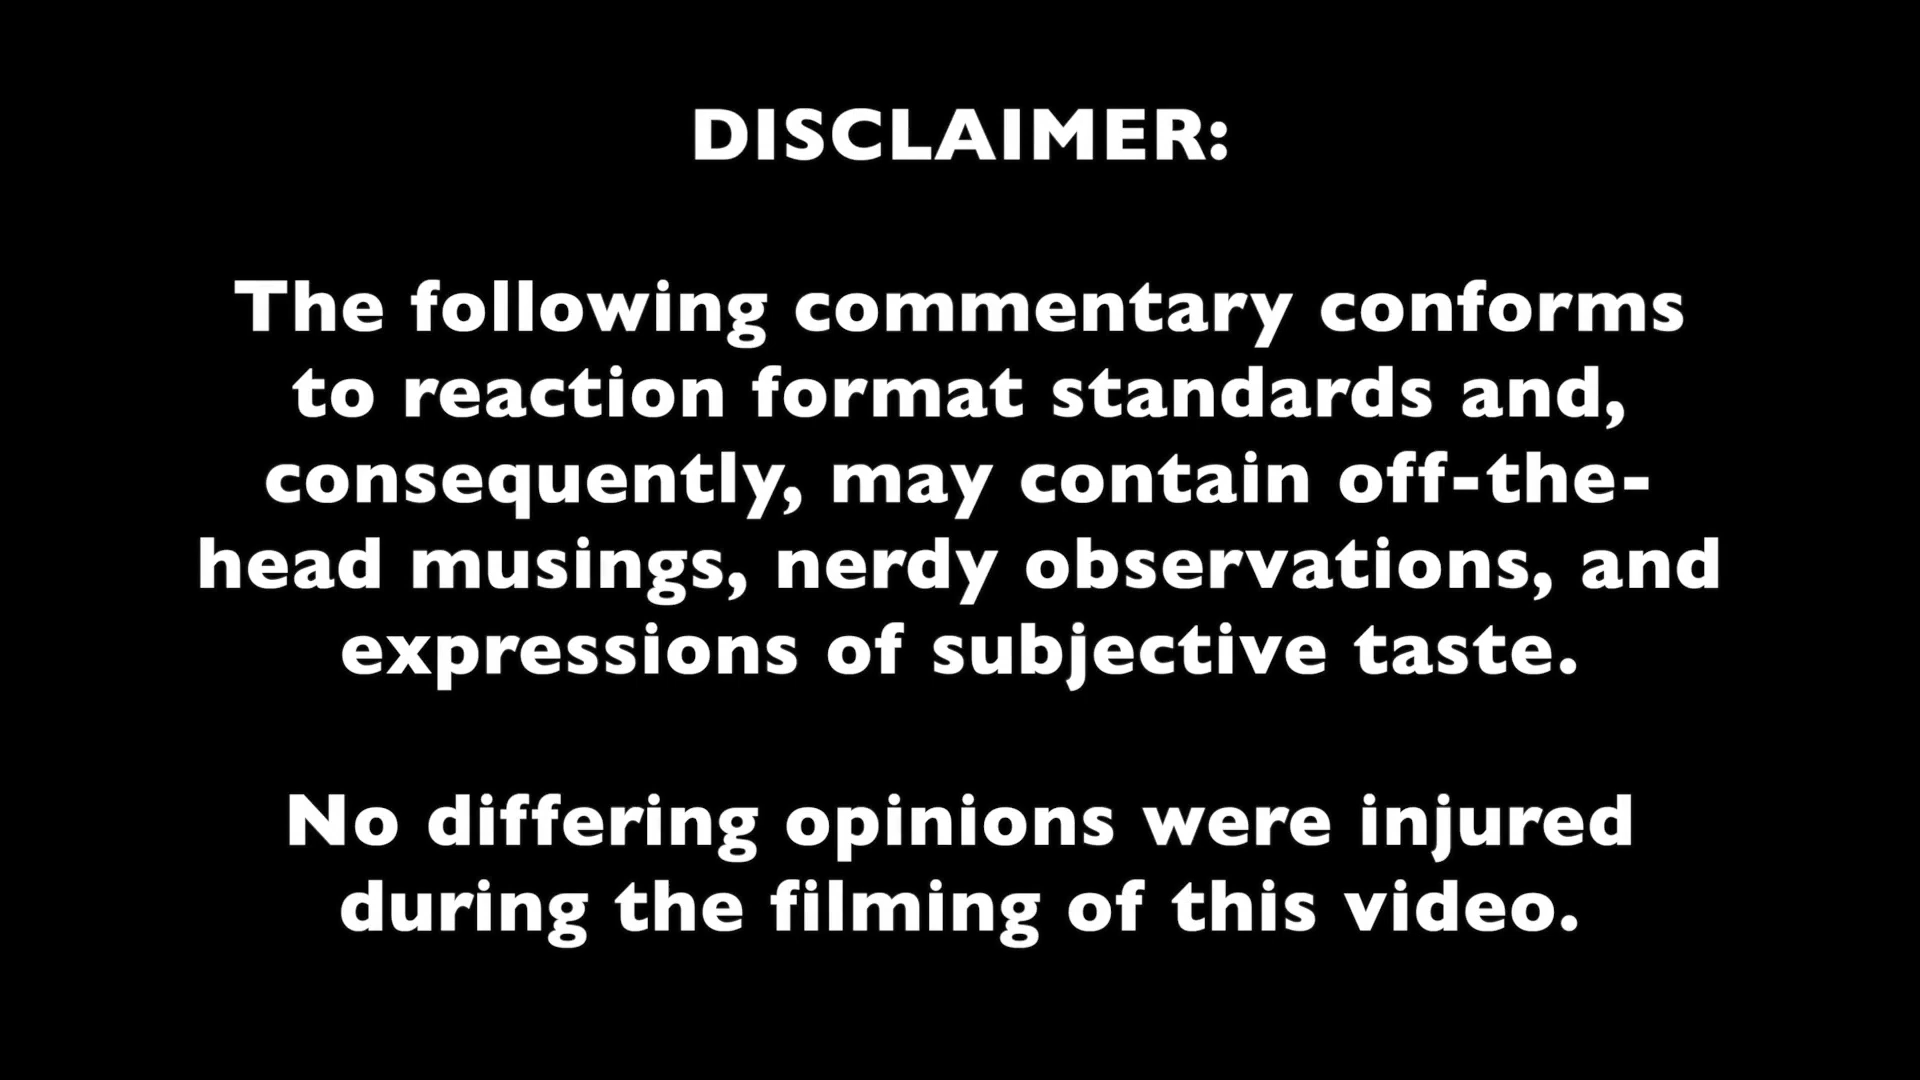 DISCLAIMER:
The following commentary conforms
to reaction format standards and,
consequently, may contain off-the-
head musings, nerdy observations, and
expressions of subjective taste.
No differing opinions were injured
during the filming of this video.